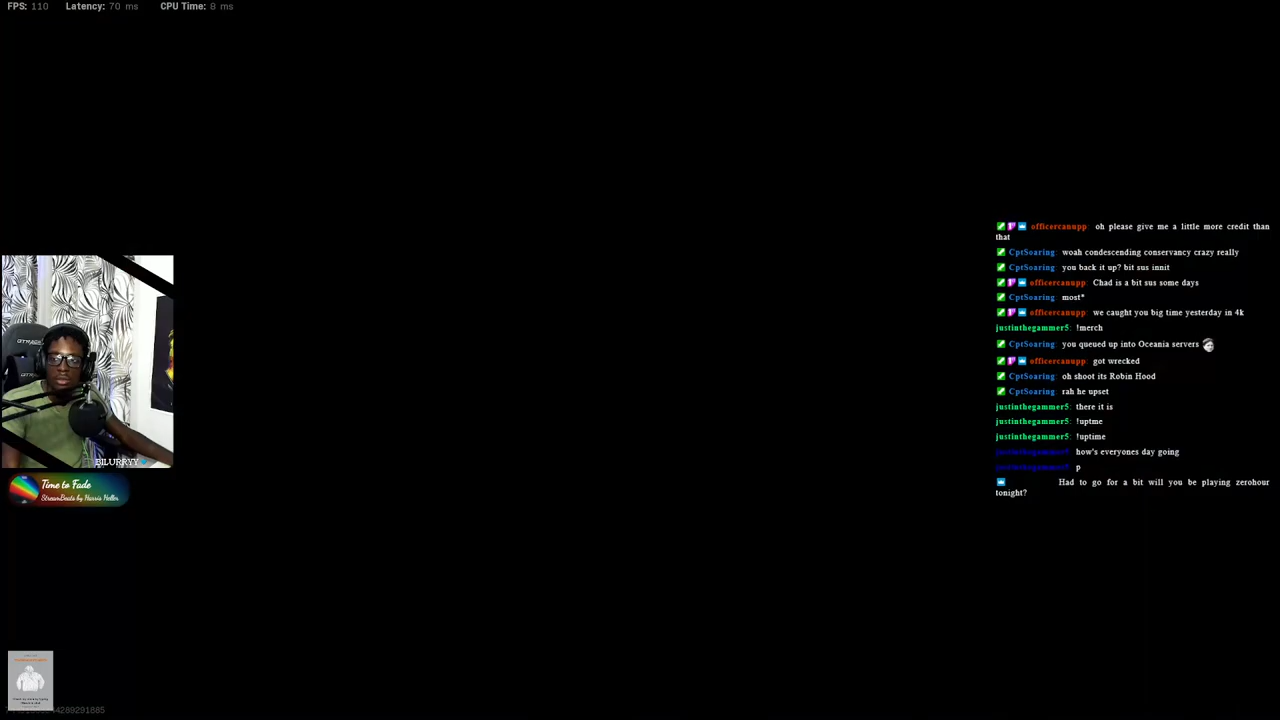 FPS: 110 Latency: 70 ms CPU Time: 8 ms
officercanupp: oh please give me a little more credit than
that
CptSoaring: woah condescending conservancy crazy really
CptSoaring: you back it up? bit sus innit
officercanupp: Chad is a bit sus some days
CptSoaring: most*
officercanupp: we caught you big time yesterday in 4k
justinthegammer5: !merch
CptSoaring: you queued up into Oceania servers
officercanupp: got wrecked
CptSoaring: oh shoot its Robin Hood
CptSoaring: rah he upset
justinthegammer5: there it is
justinthegammer5: !uptme
justinthegammer5: !uptime
how's everyones day going
p
Had to go for a bit will you be playing zerohour
tonight?
GTRACING
BILURRYY
Time to Fade
StreamBeats by Harris Heller